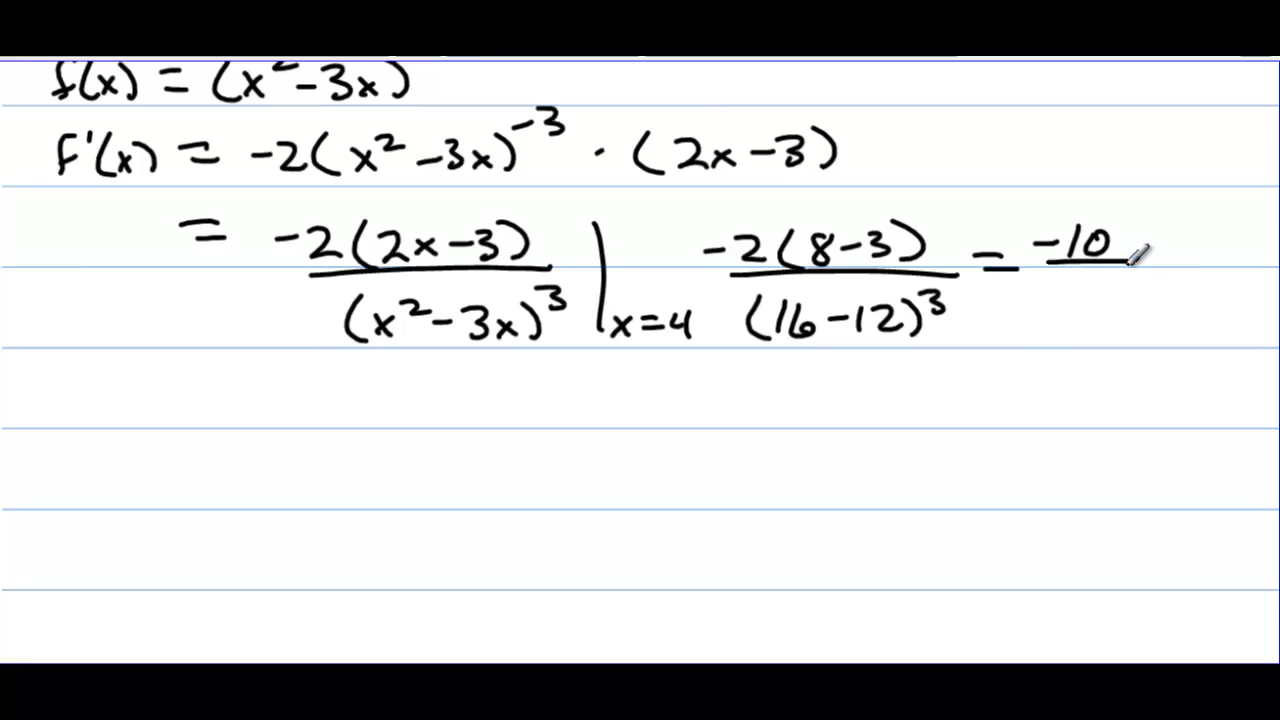 f(x) = (x² - 3x)
f'(x) = -2(x² - 3x)⁻³ · (2x - 3)
= -2(2x - 3) / (x² - 3x)³ |x=4 -2(8 - 3) / (16 - 12)³ = -10